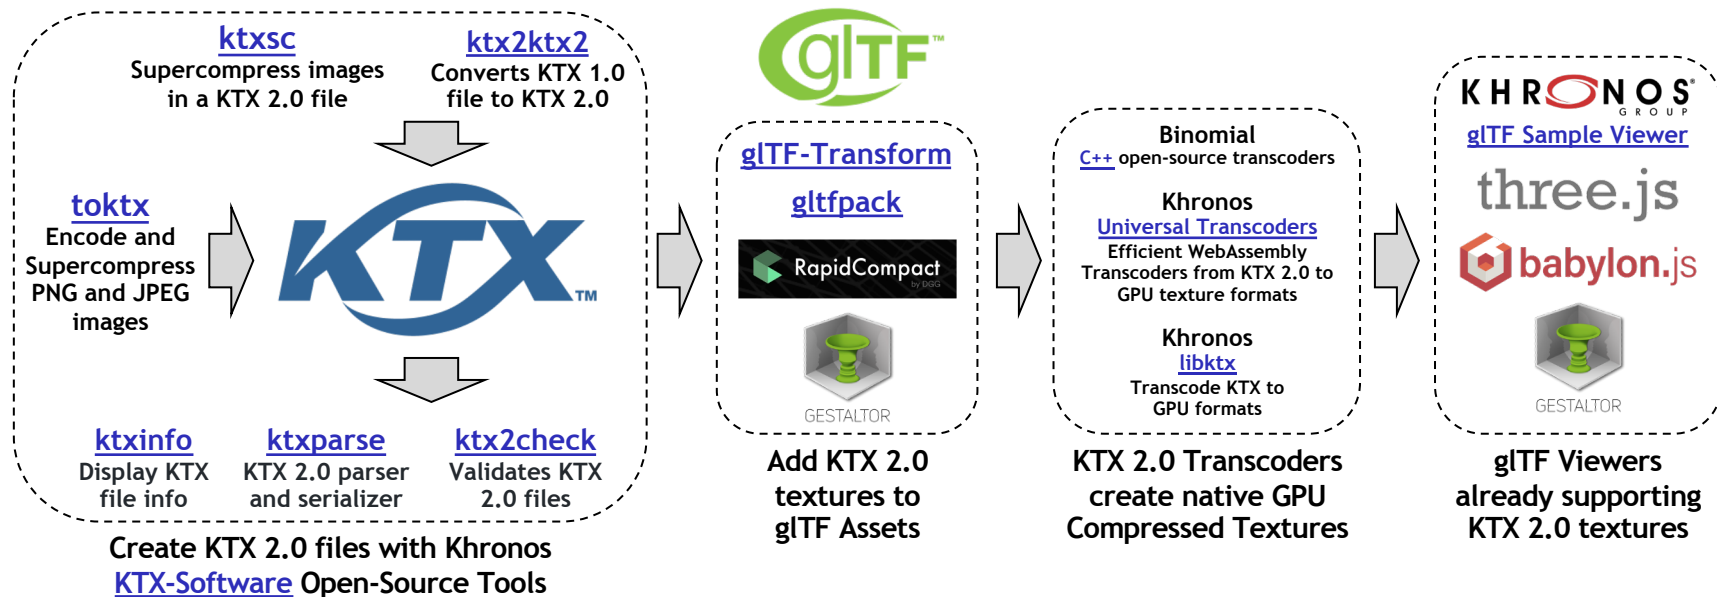 ktxsc
Supercompress images
in a KTX 2.0 file
ktx2ktx2
Converts KTX 1.0
file to KTX 2.0
toktx
Encode and
Supercompress
PNG and JPEG
images
KTX™
ktxinfo
Display KTX
file info
ktxparse
KTX 2.0 parser
and serializer
ktx2check
Validates KTX
2.0 files
Create KTX 2.0 files with Khronos
KTX-Software Open-Source Tools
glTF™
glTF-Transform
gltfpack
RapidCompact
by DGG
GESTALTOR
Add KTX 2.0
textures to
glTF Assets
Binomial
C++ open-source transcoders
Khronos
Universal Transcoders
Efficient WebAssembly
Transcoders from KTX 2.0 to
GPU texture formats
Khronos
libktx
Transcode KTX to
GPU formats
KTX 2.0 Transcoders
create native GPU
Compressed Textures
KHRONOS®
GROUP
glTF Sample Viewer
three.js
babylon.js
GESTALTOR
glTF Viewers
already supporting
KTX 2.0 textures